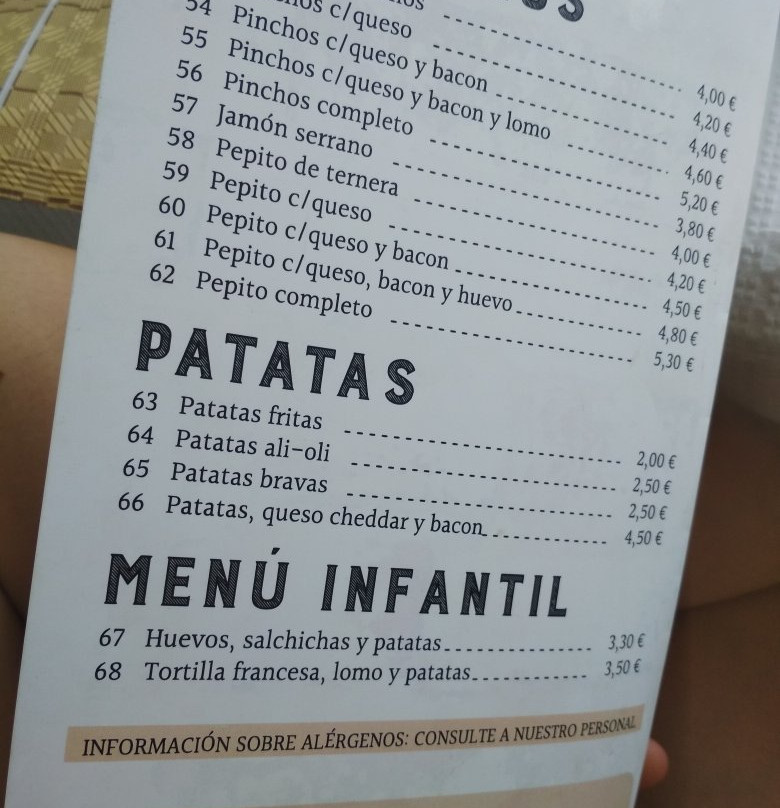 4,00 €
c/queso 4,20 €
54 Pinchos c/queso y bacon 4,40 €
55 Pinchos c/queso y bacon y lomo 4,60 €
56 Pinchos completo 5,20 €
57 Jamón serrano 3,80 €
58 Pepito de ternera 4,00 €
59 Pepito c/queso 4,20 €
60 Pepito c/queso y bacon 4,50 €
61 Pepito c/queso, bacon y huevo 4,80 €
62 Pepito completo 5,30 €
PATATAS
63 Patatas fritas 2,00 €
64 Patatas ali-oli 2,50 €
65 Patatas bravas 2,50 €
66 Patatas, queso cheddar y bacon 4,50 €
MENÚ INFANTIL
67 Huevos, salchichas y patatas 3,30 €
68 Tortilla francesa, lomo y patatas 3,50 €
INFORMACIÓN SOBRE ALÉRGENOS: CONSULTE A NUESTRO PERSONAL